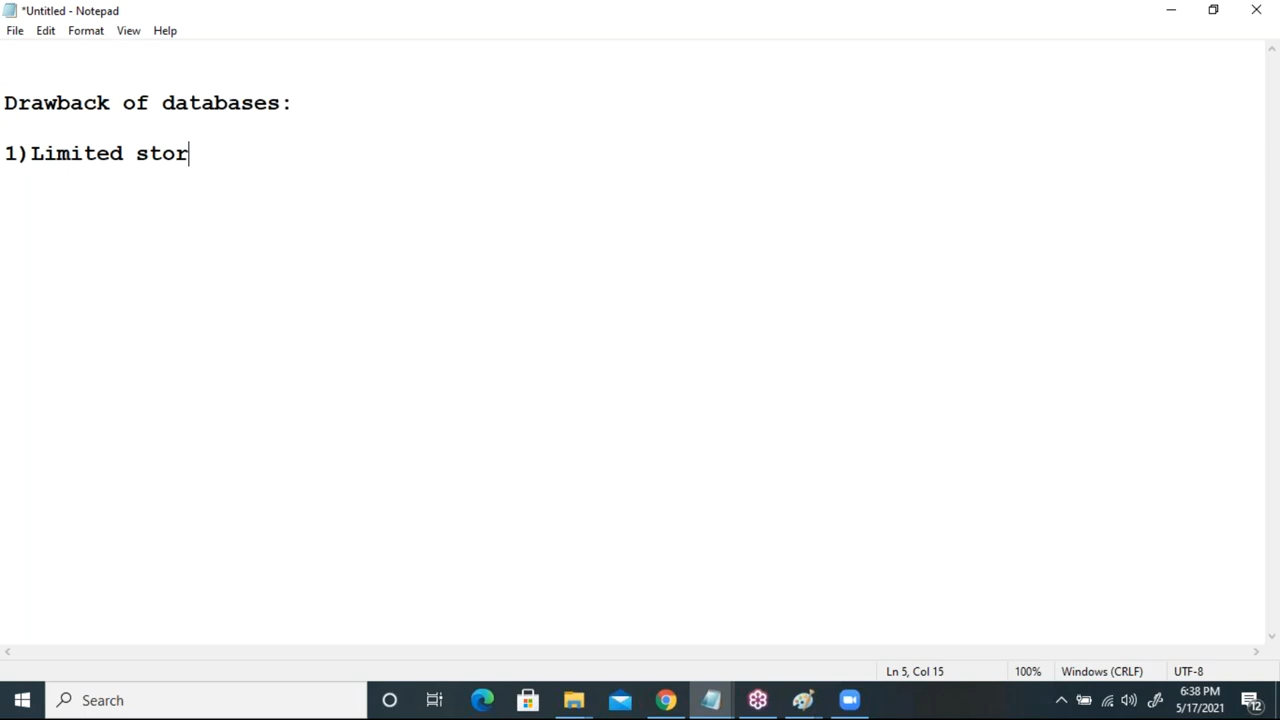 *Untitled - Notepad
File Edit Format View Help
Drawback of databases:
1)Limited stor
Ln 5, Col 15 100% Windows (CRLF) UTF-8
Search
6:38 PM
5/17/2021
12